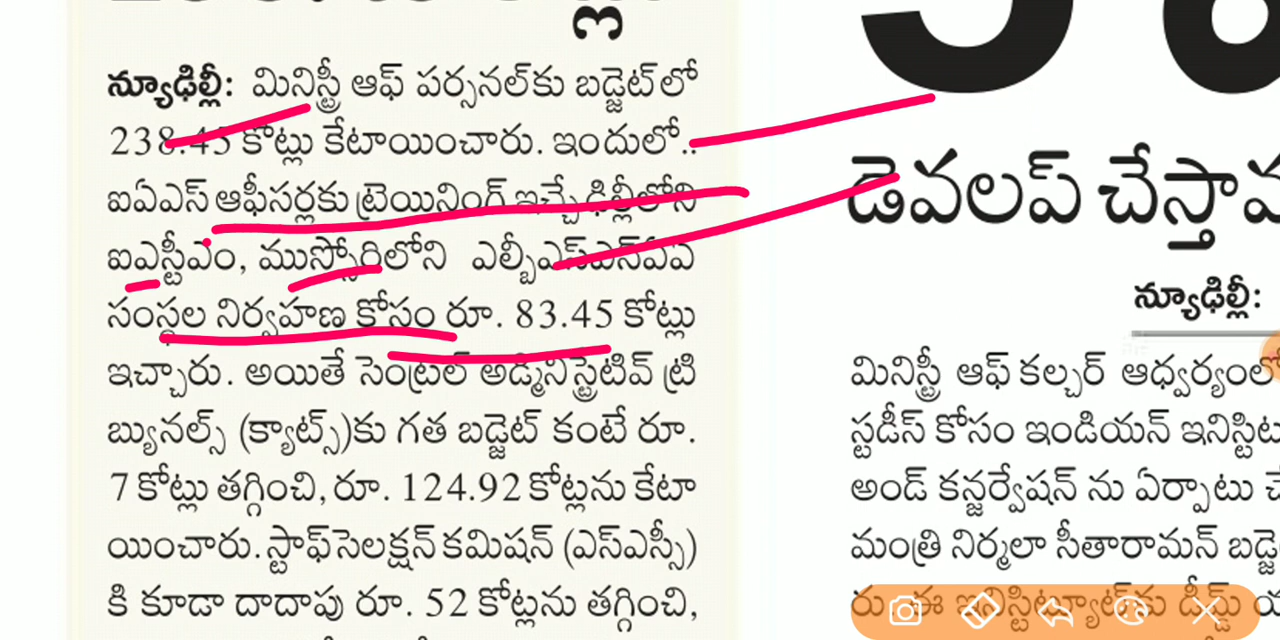 న్యూఢిల్లీ: మినిస్ట్రీ ఆఫ్ పర్సనల్‌కు బడ్జెట్‌లో
238.45 కోట్లు కేటాయించారు. ఇందులో..
ఐఏఎస్ ఆఫీసర్లకు ట్రెయినింగ్ ఇచ్చే ఢిల్లీలోని
ఐఎస్టీఎం, ముస్సోరిలోని ఎల్బీఎస్ఎన్ఏఏ
సంస్థల నిర్వహణ కోసం రూ. 83.45 కోట్లు
ఇచ్చారు. అయితే సెంట్రల్ అడ్మినిస్ట్రేటివ్ ట్రి
బ్యునల్స్ (క్యాట్స్)కు గత బడ్జెట్ కంటే రూ.
7 కోట్లు తగ్గించి, రూ. 124.92 కోట్లను కేటా
యించారు. స్టాఫ్ సెలక్షన్ కమిషన్ (ఎస్ఎస్సీ)
కి కూడా దాదాపు రూ. 52 కోట్లను తగ్గించి,
డెవలప్ చేస్తా
న్యూఢిల్లీ:
మినిస్ట్రీ ఆఫ్ కల్చర్ ఆధ్వర్యంలో
స్టడీస్ కోసం ఇండియన్ ఇనిస్టిట
అండ్ కన్జర్వేషన్ ను ఏర్పాటు చే
మంత్రి నిర్మలా సీతారామన్ బడ్జె
రు. ఈ ఇనిస్టిట్యూట్‌కు డీమ్డ్ య